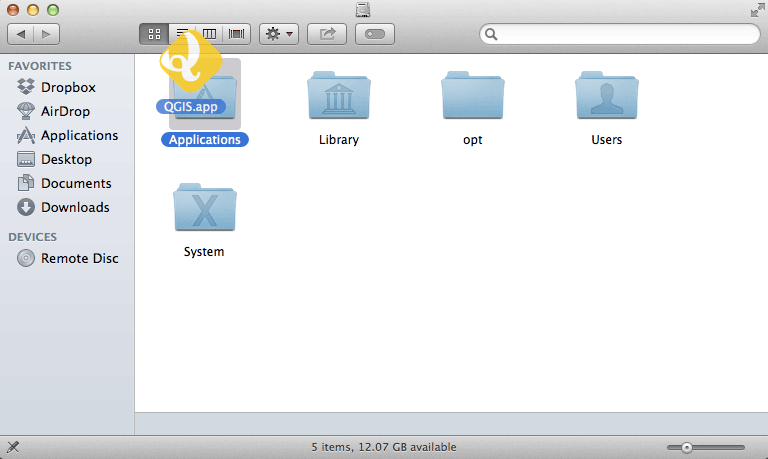 FAVORITES
Dropbox
AirDrop
Applications
Desktop
Documents
Downloads
DEVICES
Remote Disc
QGIS.app
Applications
Library
opt
Users
System
5 items, 12.07 GB available